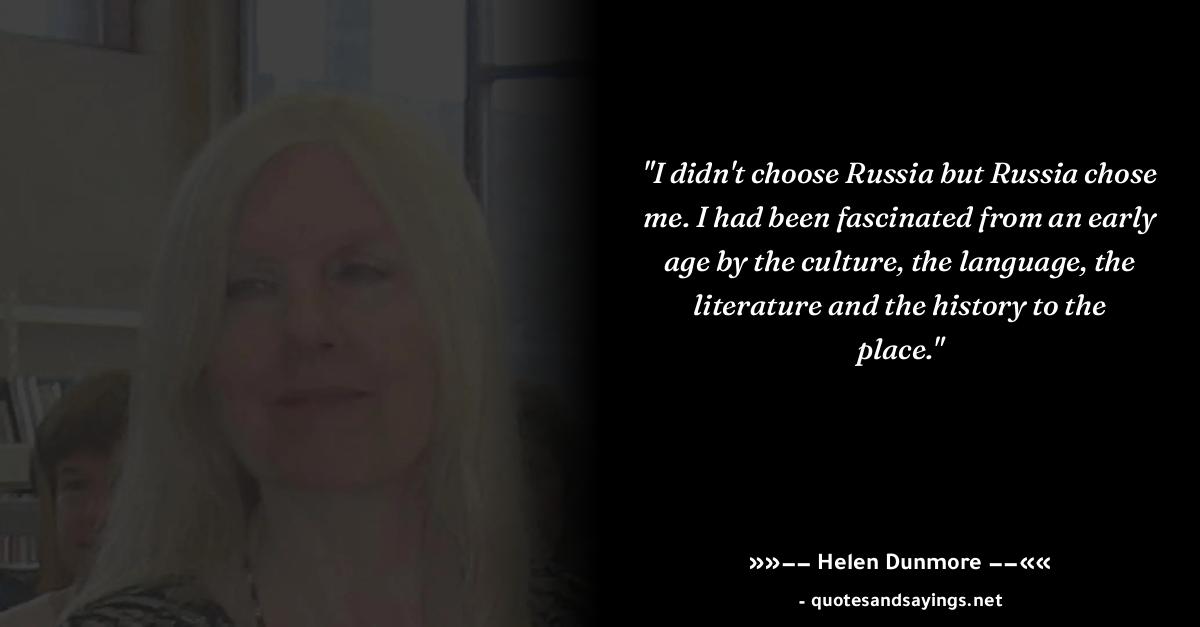 "I didn't choose Russia but Russia chose
me. I had been fascinated from an early
age by the culture, the language, the
literature and the history to the
place."
»»−− Helen Dunmore −−««
- quotesandsayings.net